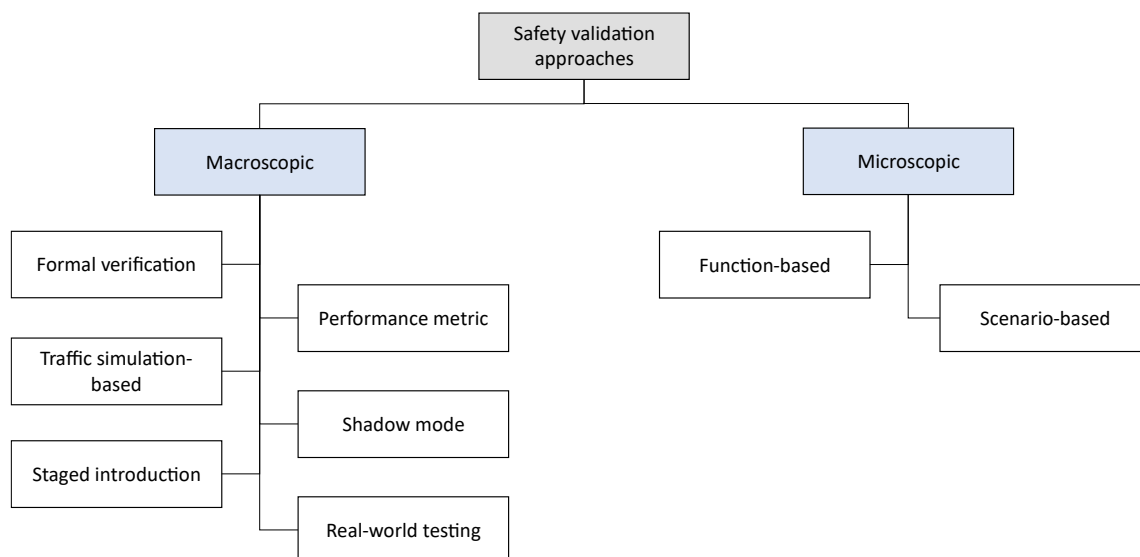 Safety validation
approaches
Macroscopic
Microscopic
Formal verification
Function-based
Performance metric
Scenario-based
Traffic simulation-
based
Shadow mode
Staged introduction
Real-world testing